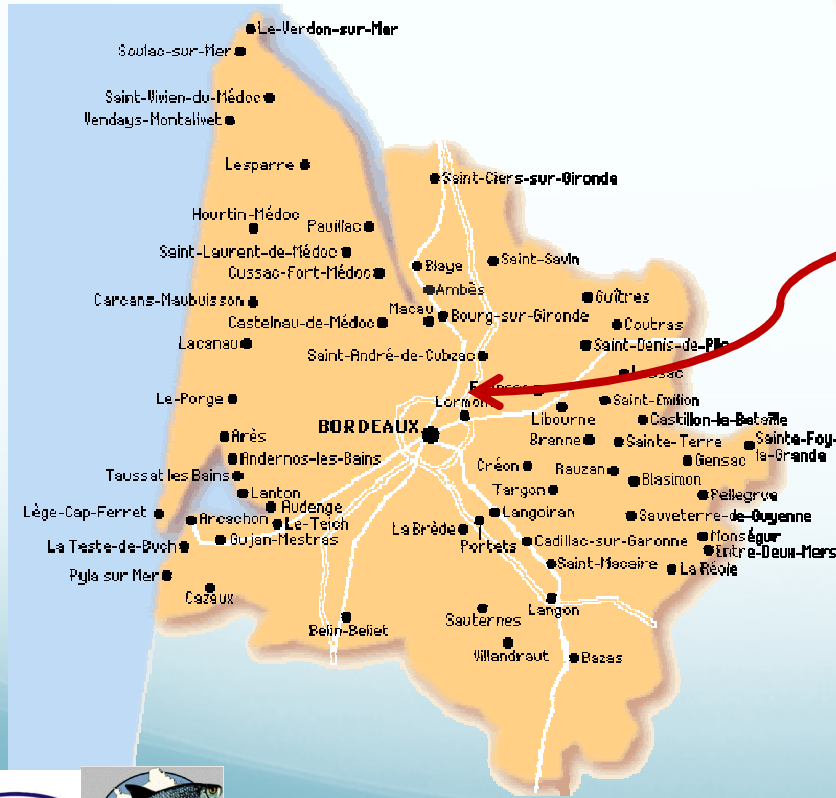 Le-Verdon-sur-Mer
Soulac-sur-Mer
Saint-Vivien-du-Médoc
Vendays-Montalivet
Lesparre
Saint-Ciers-sur-Gironde
Hourtin-Médoc
Pauillac
Saint-Laurent-de-Médoc
Blaye
Saint-Savin
Cussac-Fort-Médoc
Ambès
Carcans-Maubuisson
Guîtres
Macau
Bourg-sur-Gironde
Castelnau-de-Médoc
Coutras
Lacanau
Saint-Denis-de-Pile
Saint-André-de-Cubzac
Le-Porge
Saint-Emilion
Lormont
Libourne
Castillon-la-Bataille
BORDEAUX
Arès
Branne
Sainte-Terre
Sainte-Foy-
la-Grande
Andernos-les-Bains
Créon
Rauzan
Gensac
Taussat les Bains
Blasimon
Targon
Lanton
Pellegrue
Lège-Cap-Ferret
Audenge
Langoiran
Arcachon
Le-Teich
Sauveterre-de-Guyenne
La Brède
Gujan-Mestras
Portets
Cadillac-sur-Garonne
Monségur
La Teste-de-Buch
Entre-Deux-Mers
Saint-Macaire
La Réole
Pyla sur Mer
Cazaux
Langon
Sauternes
Belin-Beliet
Villandraut
Bazas